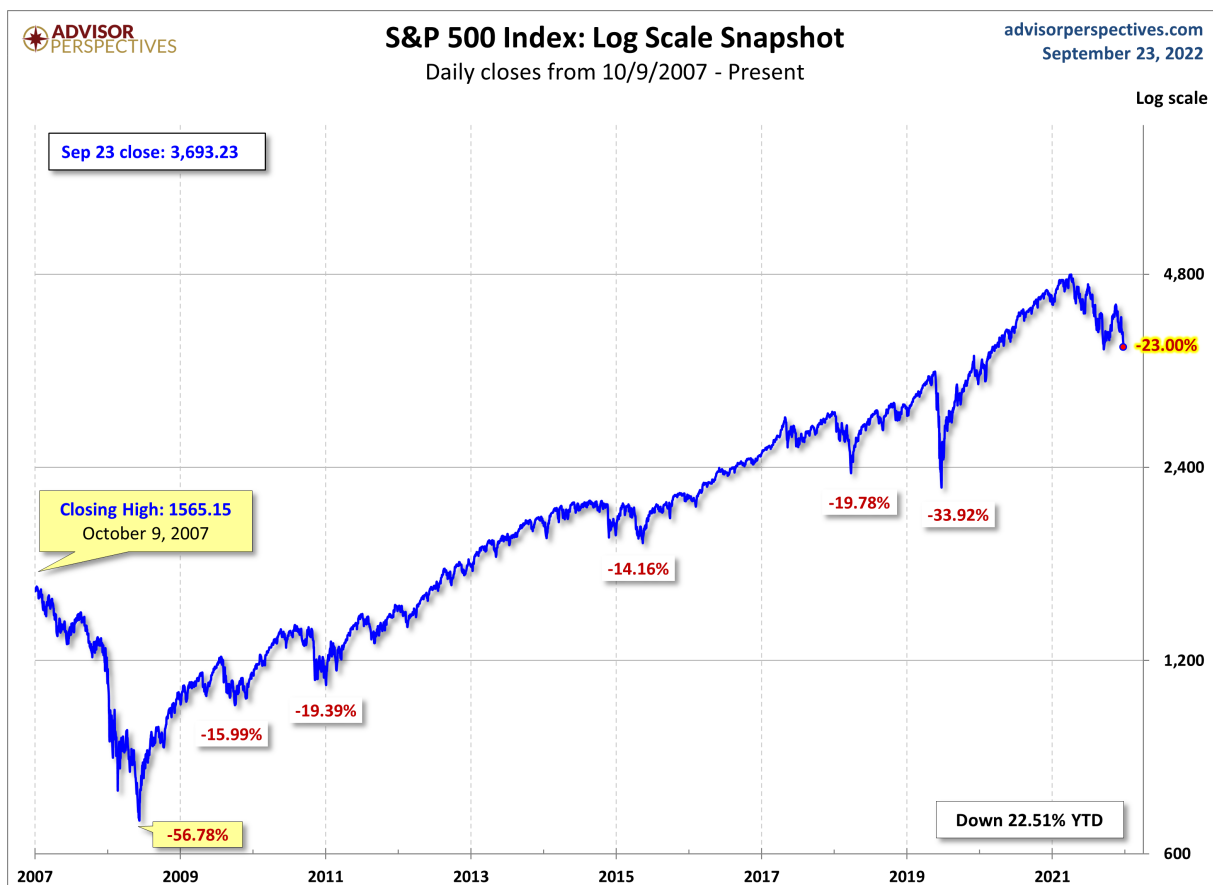 ADVISOR
PERSPECTIVES
S&P 500 Index: Log Scale Snapshot
Daily closes from 10/9/2007 - Present
advisorperspectives.com
September 23, 2022
Log scale
Sep 23 close: 3,693.23
4,800
-23.00%
2,400
-19.78%
-33.92%
Closing High: 1565.15
October 9, 2007
-14.16%
1,200
-19.39%
-15.99%
Down 22.51% YTD
-56.78%
600
2007 2009 2011 2013 2015 2017 2019 2021